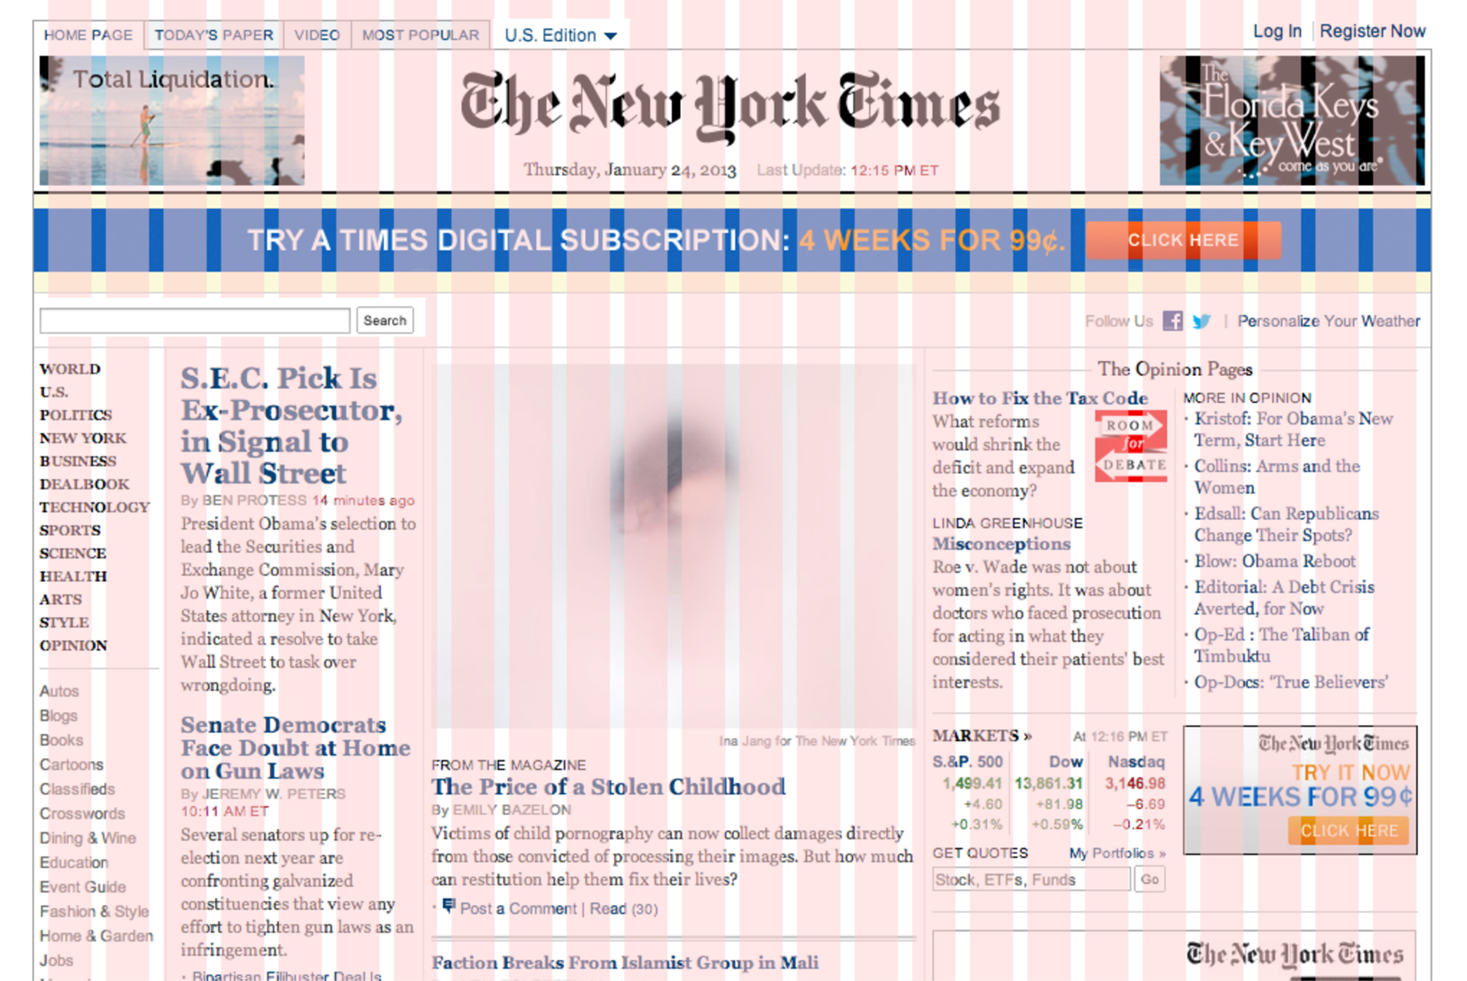 HOME PAGE
TODAY'S PAPER
VIDEO
MOST POPULAR
U.S. Edition
Log In
Register Now
Total Liquidation.
The New York Times
The
Florida Keys
& Key West
come as you are®
Thursday, January 24, 2013 Last Update: 12:15 PM ET
TRY A TIMES DIGITAL SUBSCRIPTION: 4 WEEKS FOR 99¢.
CLICK HERE
Search
Follow Us
| Personalize Your Weather
WORLD
U.S.
POLITICS
NEW YORK
BUSINESS
DEALBOOK
TECHNOLOGY
SPORTS
SCIENCE
HEALTH
ARTS
STYLE
OPINION
Autos
Blogs
Books
Cartoons
Classifieds
Crosswords
Dining & Wine
Education
Event Guide
Fashion & Style
Home & Garden
Jobs
S.E.C. Pick Is
Ex-Prosecutor,
in Signal to
Wall Street
By BEN PROTESS 14 minutes ago
President Obama's selection to
lead the Securities and
Exchange Commission, Mary
Jo White, a former United
States attorney in New York,
indicated a resolve to take
Wall Street to task over
wrongdoing.
Senate Democrats
Face Doubt at Home
on Gun Laws
By JEREMY W. PETERS
10:11 AM ET
Several senators up for re-
election next year are
confronting galvanized
constituencies that view any
effort to tighten gun laws as an
infringement.
· Bipartisan Filibuster Deal Is
Ina Jang for The New York Times
FROM THE MAGAZINE
The Price of a Stolen Childhood
By EMILY BAZELON
Victims of child pornography can now collect damages directly
from those convicted of processing their images. But how much
can restitution help them fix their lives?
· Post a Comment | Read (30)
Faction Breaks From Islamist Group in Mali
The Opinion Pages
How to Fix the Tax Code
What reforms
would shrink the
deficit and expand
the economy?
ROOM
for
DEBATE
LINDA GREENHOUSE
Misconceptions
Roe v. Wade was not about
women's rights. It was about
doctors who faced prosecution
for acting in what they
considered their patients' best
interests.
MORE IN OPINION
· Kristof: For Obama's New
Term, Start Here
· Collins: Arms and the
Women
· Edsall: Can Republicans
Change Their Spots?
· Blow: Obama Reboot
· Editorial: A Debt Crisis
Averted, for Now
· Op-Ed : The Taliban of
Timbuktu
· Op-Docs: 'True Believers'
MARKETS » At 12:16 PM ET
S.&P. 500 Dow Nasdaq
1,499.41 13,861.31 3,146.98
+4.60 +81.98 –6.69
+0.31% +0.59% –0.21%
GET QUOTES My Portfolios »
Stock, ETFs, Funds
Go
The New York Times
TRY IT NOW
4 WEEKS FOR 99¢
CLICK HERE
The New York Times